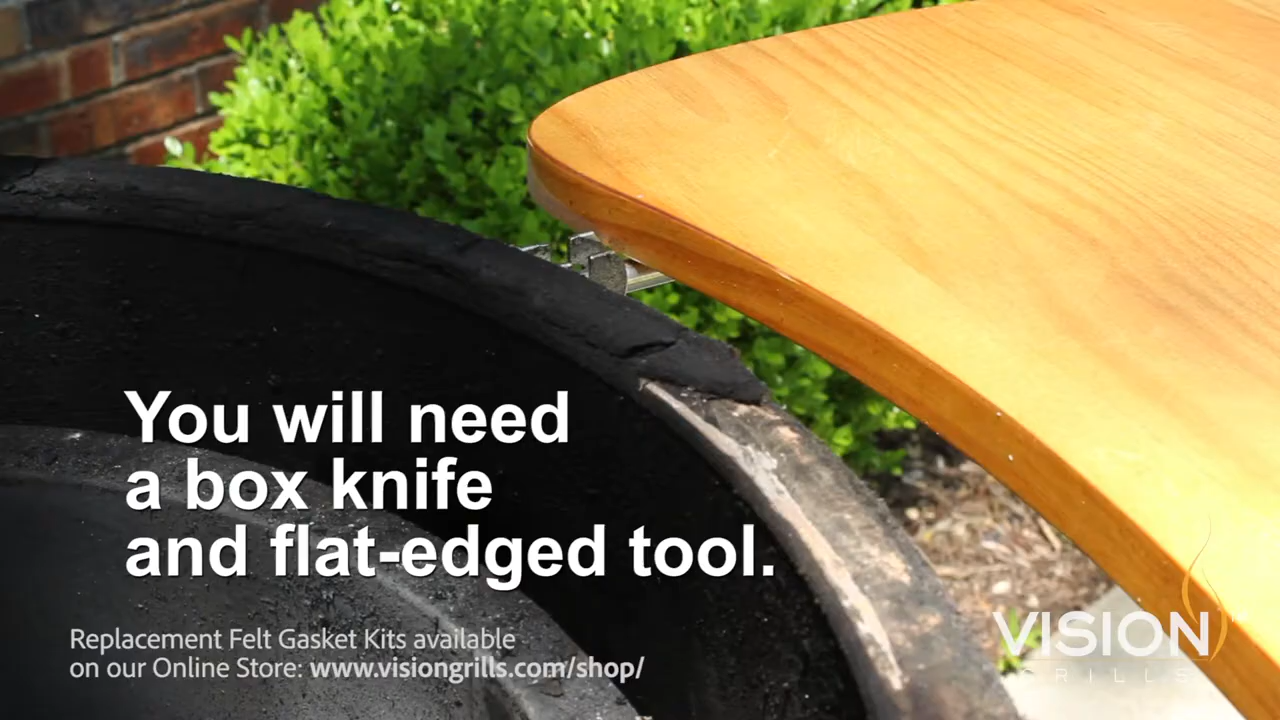 You will need
a box knife
and flat-edged tool.
Replacement Felt Gasket Kits available
on our Online Store: www.visiongrills.com/shop/
VISION
GRILLS